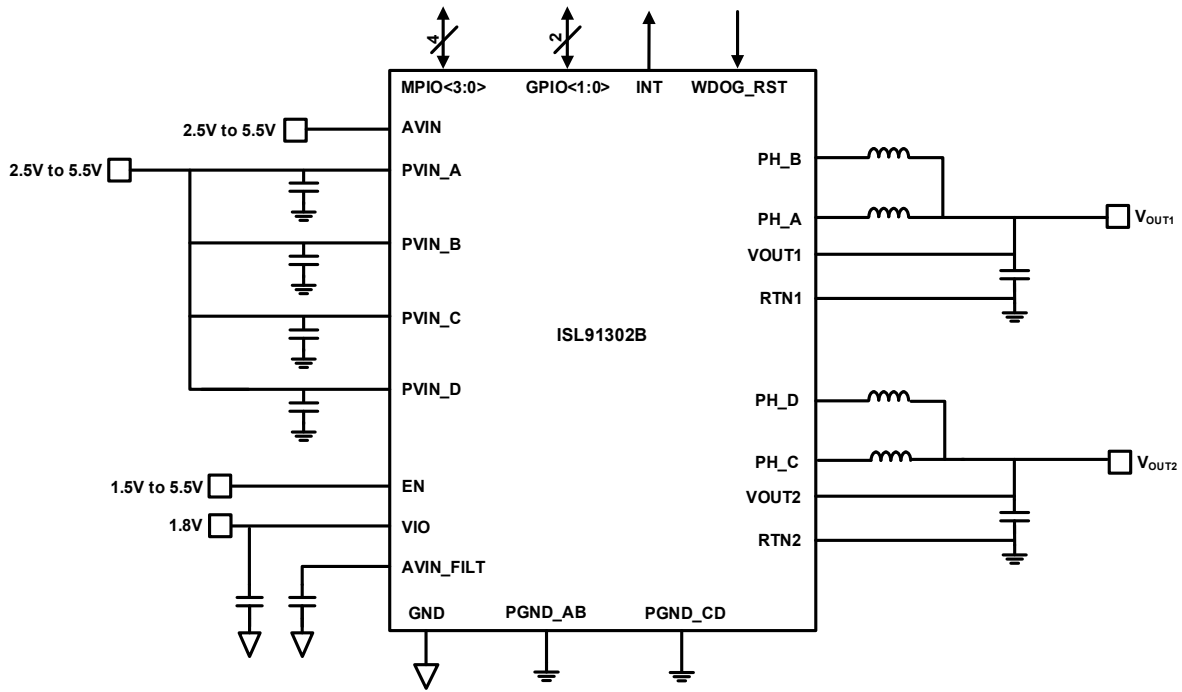 4
2
MPIO<3:0>
GPIO<1:0>
INT
WDOG_RST
2.5V to 5.5V
AVIN
2.5V to 5.5V
PVIN_A
PVIN_B
PVIN_C
PVIN_D
1.5V to 5.5V
EN
1.8V
VIO
AVIN_FILT
ISL91302B
PH_B
PH_A
VOUT1
RTN1
VOUT1
PH_D
PH_C
VOUT2
RTN2
VOUT2
GND
PGND_AB
PGND_CD